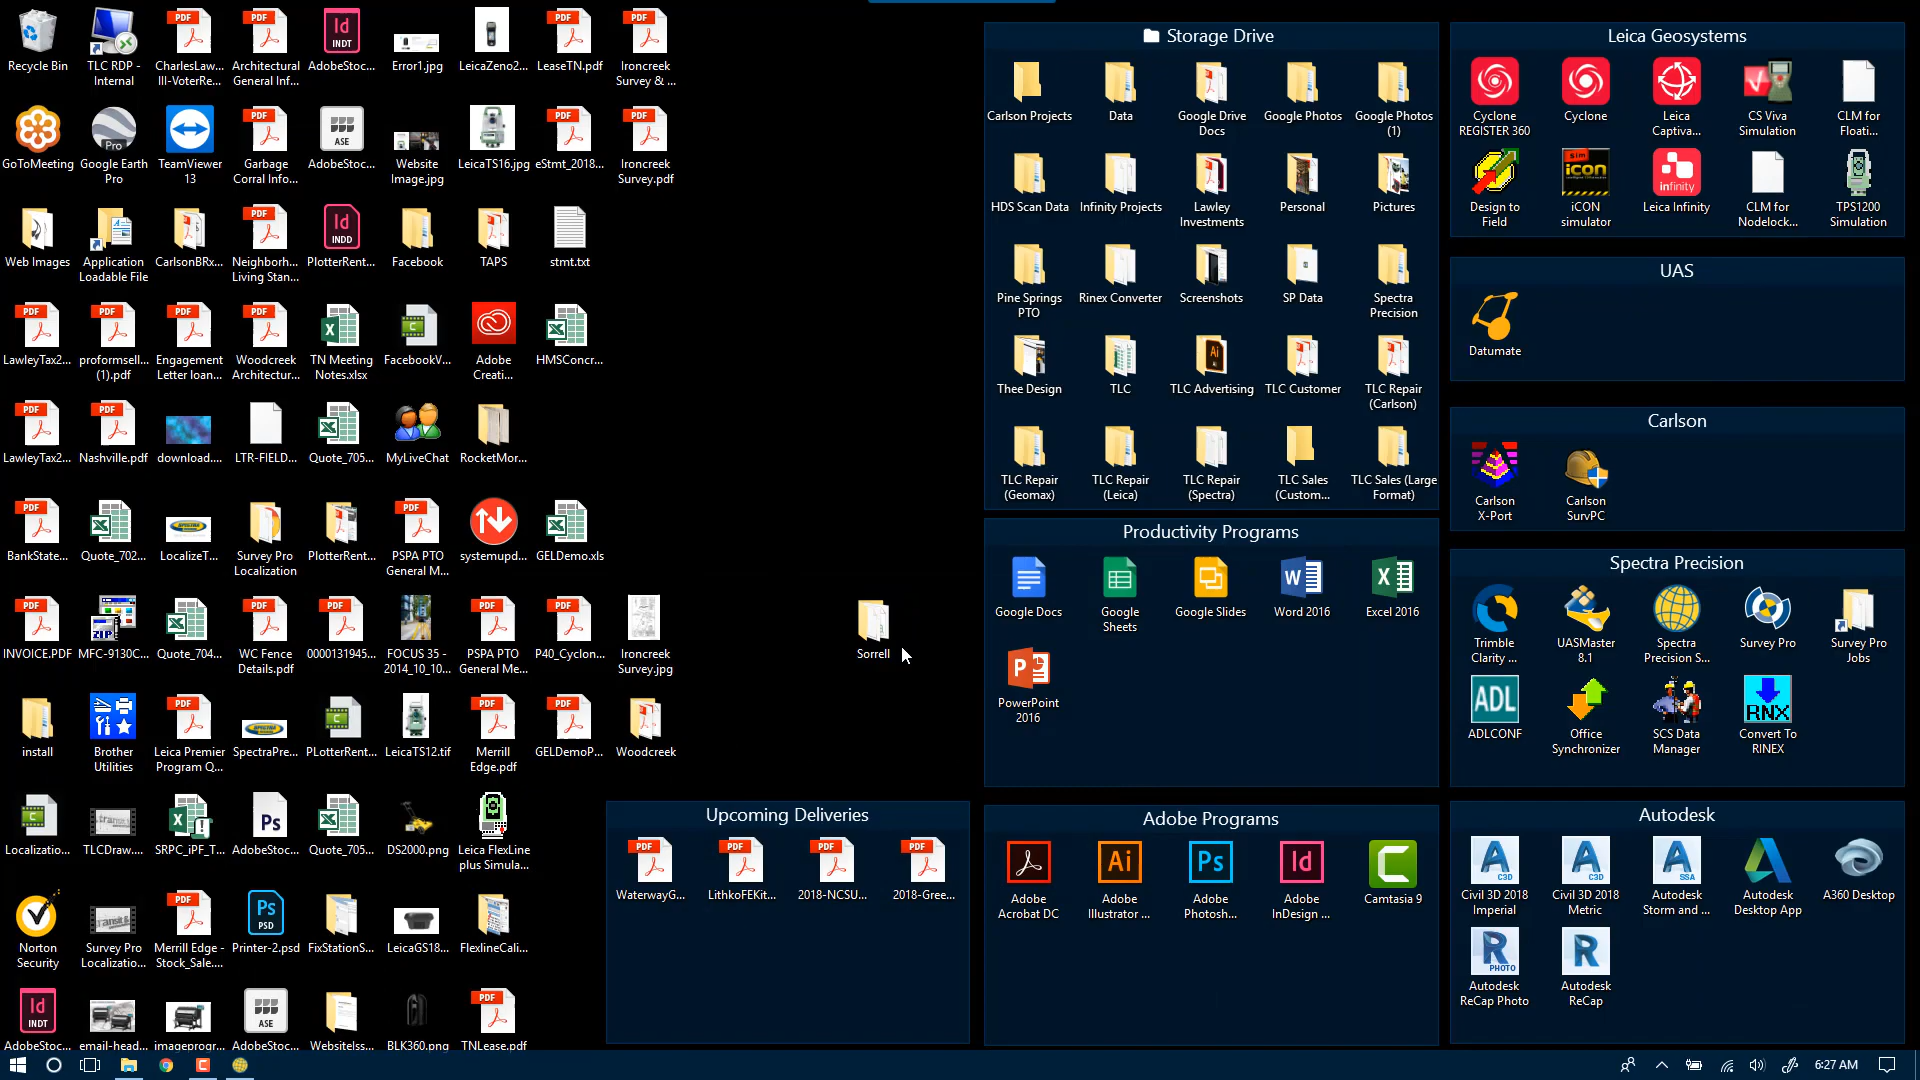 Recycle Bin
TLC RDP -
Internal
CharlesLaw...
III-VoterRe...
Architectural
General Inf...
AdobeStoc...
Error1.jpg
LeicaZeno2...
LeaseTN.pdf
Ironcreek
Survey & ...
GoToMeeting
Google Earth
Pro
TeamViewer
13
Garbage
Corral Info...
AdobeStoc...
Website
Image.jpg
LeicaTS16.jpg
eStmt_2018...
Ironcreek
Survey.pdf
Web Images
Application
Loadable File
CarlsonBRx...
Neighborh...
Living Stan...
PlotterRent...
Facebook
TAPS
stmt.txt
LawleyTax2...
proformsell...
(1).pdf
Engagement
Letter loan...
Woodcreek
Architectur...
TN Meeting
Notes.xlsx
FacebookV...
Adobe
Creati...
HMSConcr...
LawleyTax2...
Nashville.pdf
download....
LTR-FIELD...
Quote_705...
MyLiveChat
RocketMor...
BankState...
Quote_702...
LocalizeT...
Survey Pro
Localization
PlotterRent...
PSPA PTO
General M...
systemupd...
GELDemo.xls
INVOICE.PDF
MFC-9130C...
Quote_704...
WC Fence
Details.pdf
0000131945...
FOCUS 35 -
2014_10_10...
PSPA PTO
General Me...
P40_Cyclon...
Ironcreek
Survey.jpg
Sorrell
install
Brother
Utilities
Leica Premier
Program Q...
SpectraPre...
PLotterRent...
LeicaTS12.tif
Merrill
Edge.pdf
GELDemoP...
Woodcreek
Localizatio...
TLCDraw....
SRPC_iPF_T...
AdobeStoc...
Quote_705...
DS2000.png
Leica FlexLine
plus Simula...
Norton
Security
Survey Pro
Localizatio...
Merrill Edge -
Stock_Sale....
Printer-2.psd
FixStationS...
LeicaGS18...
FlexlineCali...
AdobeStoc...
email-head...
imageprogr...
AdobeStoc...
WebsiteIss...
BLK360.png
TNLease.pdf
Upcoming Deliveries
WaterwayG...
LithkoFEKit...
2018-NCSU...
2018-Gree...
Storage Drive
Carlson Projects
Data
Google Drive
Docs
Google Photos
Google Photos
(1)
HDS Scan Data
Infinity Projects
Lawley
Investments
Personal
Pictures
Pine Springs
PTO
Rinex Converter
Screenshots
SP Data
Spectra
Precision
Thee Design
TLC
TLC Advertising
TLC Customer
TLC Repair
(Carlson)
TLC Repair
(Geomax)
TLC Repair
(Leica)
TLC Repair
(Spectra)
TLC Sales
(Custom...
TLC Sales (Large
Format)
Productivity Programs
Google Docs
Google
Sheets
Google Slides
Word 2016
Excel 2016
PowerPoint
2016
Adobe Programs
Adobe
Acrobat DC
Adobe
Illustrator ...
Adobe
Photosh...
Adobe
InDesign ...
Camtasia 9
Leica Geosystems
Cyclone
REGISTER 360
Cyclone
Leica
Captiva...
CS Viva
Simulation
CLM for
Floati...
Design to
Field
iCON
simulator
Leica Infinity
CLM for
Nodelock...
TPS1200
Simulation
UAS
Datumate
Carlson
Carlson
X-Port
Carlson
SurvPC
Spectra Precision
Trimble
Clarity ...
UASMaster
8.1
Spectra
Precision S...
Survey Pro
Survey Pro
Jobs
ADLCONF
Office
Synchronizer
SCS Data
Manager
Convert To
RINEX
Autodesk
Civil 3D 2018
Imperial
Civil 3D 2018
Metric
Autodesk
Storm and ...
Autodesk
Desktop App
A360 Desktop
Autodesk
ReCap Photo
Autodesk
ReCap
6:27 AM